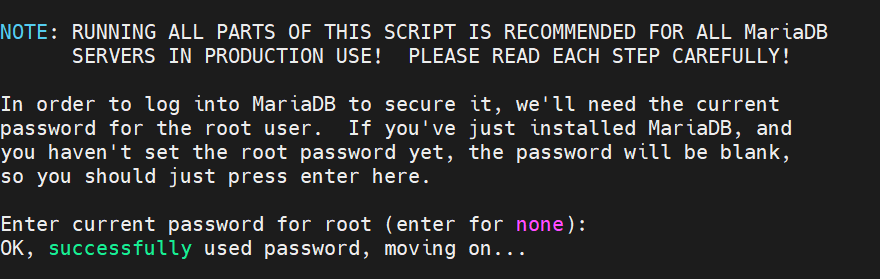 NOTE: RUNNING ALL PARTS OF THIS SCRIPT IS RECOMMENDED FOR ALL MariaDB
SERVERS IN PRODUCTION USE!  PLEASE READ EACH STEP CAREFULLY!
In order to log into MariaDB to secure it, we'll need the current
password for the root user.  If you've just installed MariaDB, and
you haven't set the root password yet, the password will be blank,
so you should just press enter here.
Enter current password for root (enter for none):
OK, successfully used password, moving on...